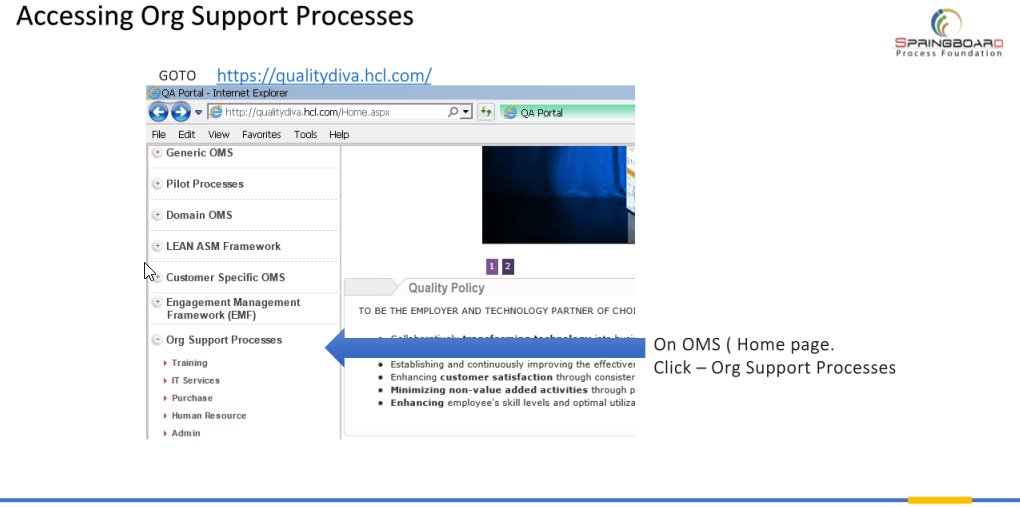 Accessing Org Support Processes
SPRINGBOARD
Process Foundation
GOTO https://qualitydiva.hcl.com/
QA Portal - Internet Explorer
http://qualitydiva.hcl.com/Home.aspx
QA Portal
File Edit View Favorites Tools Help
Generic OMS
Pilot Processes
Domain OMS
LEAN ASM Framework
Customer Specific OMS
Engagement Management
Framework (EMF)
Org Support Processes
Training
IT Services
Purchase
Human Resource
Admin
1 2
Quality Policy
TO BE THE EMPLOYER AND TECHNOLOGY PARTNER OF CHOI
• Establishing and continuously improving the effectiver
• Enhancing customer satisfaction through consister
• Minimizing non-value added activities through p
• Enhancing employee's skill levels and optimal utiliza
On OMS ( Home page.
Click – Org Support Processes